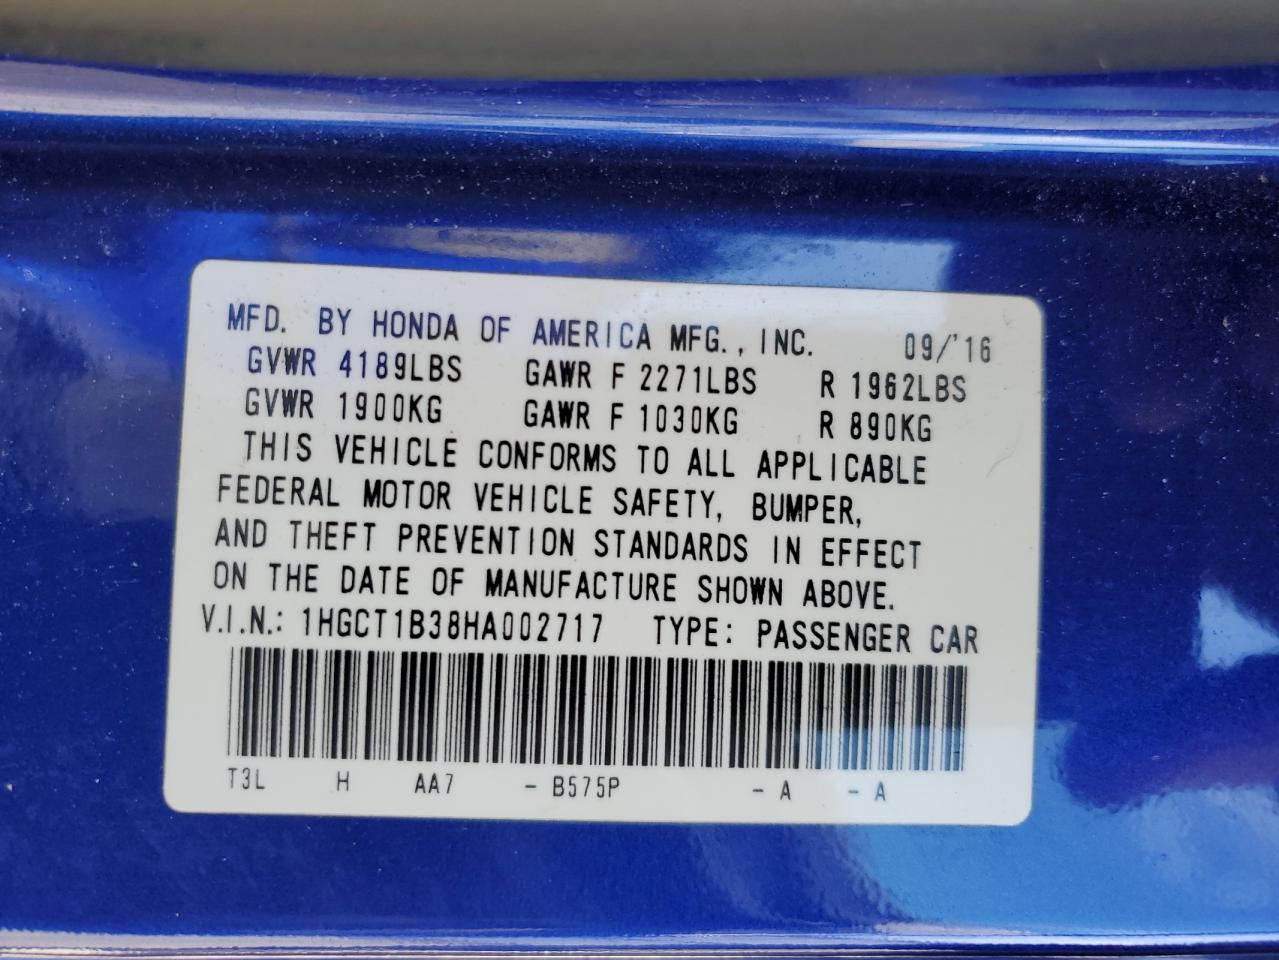 MFD. BY HONDA OF AMERICA MFG., INC. 09/'16
GVWR 4189LBS GAWR F 2271LBS R 1962LBS
GVWR 1900KG GAWR F 1030KG R 890KG
THIS VEHICLE CONFORMS TO ALL APPLICABLE
FEDERAL MOTOR VEHICLE SAFETY, BUMPER,
AND THEFT PREVENTION STANDARDS IN EFFECT
ON THE DATE OF MANUFACTURE SHOWN ABOVE.
V.I.N.: 1HGCT1B38HA002717 TYPE: PASSENGER CAR
T3L H AA7 - B575P - A - A